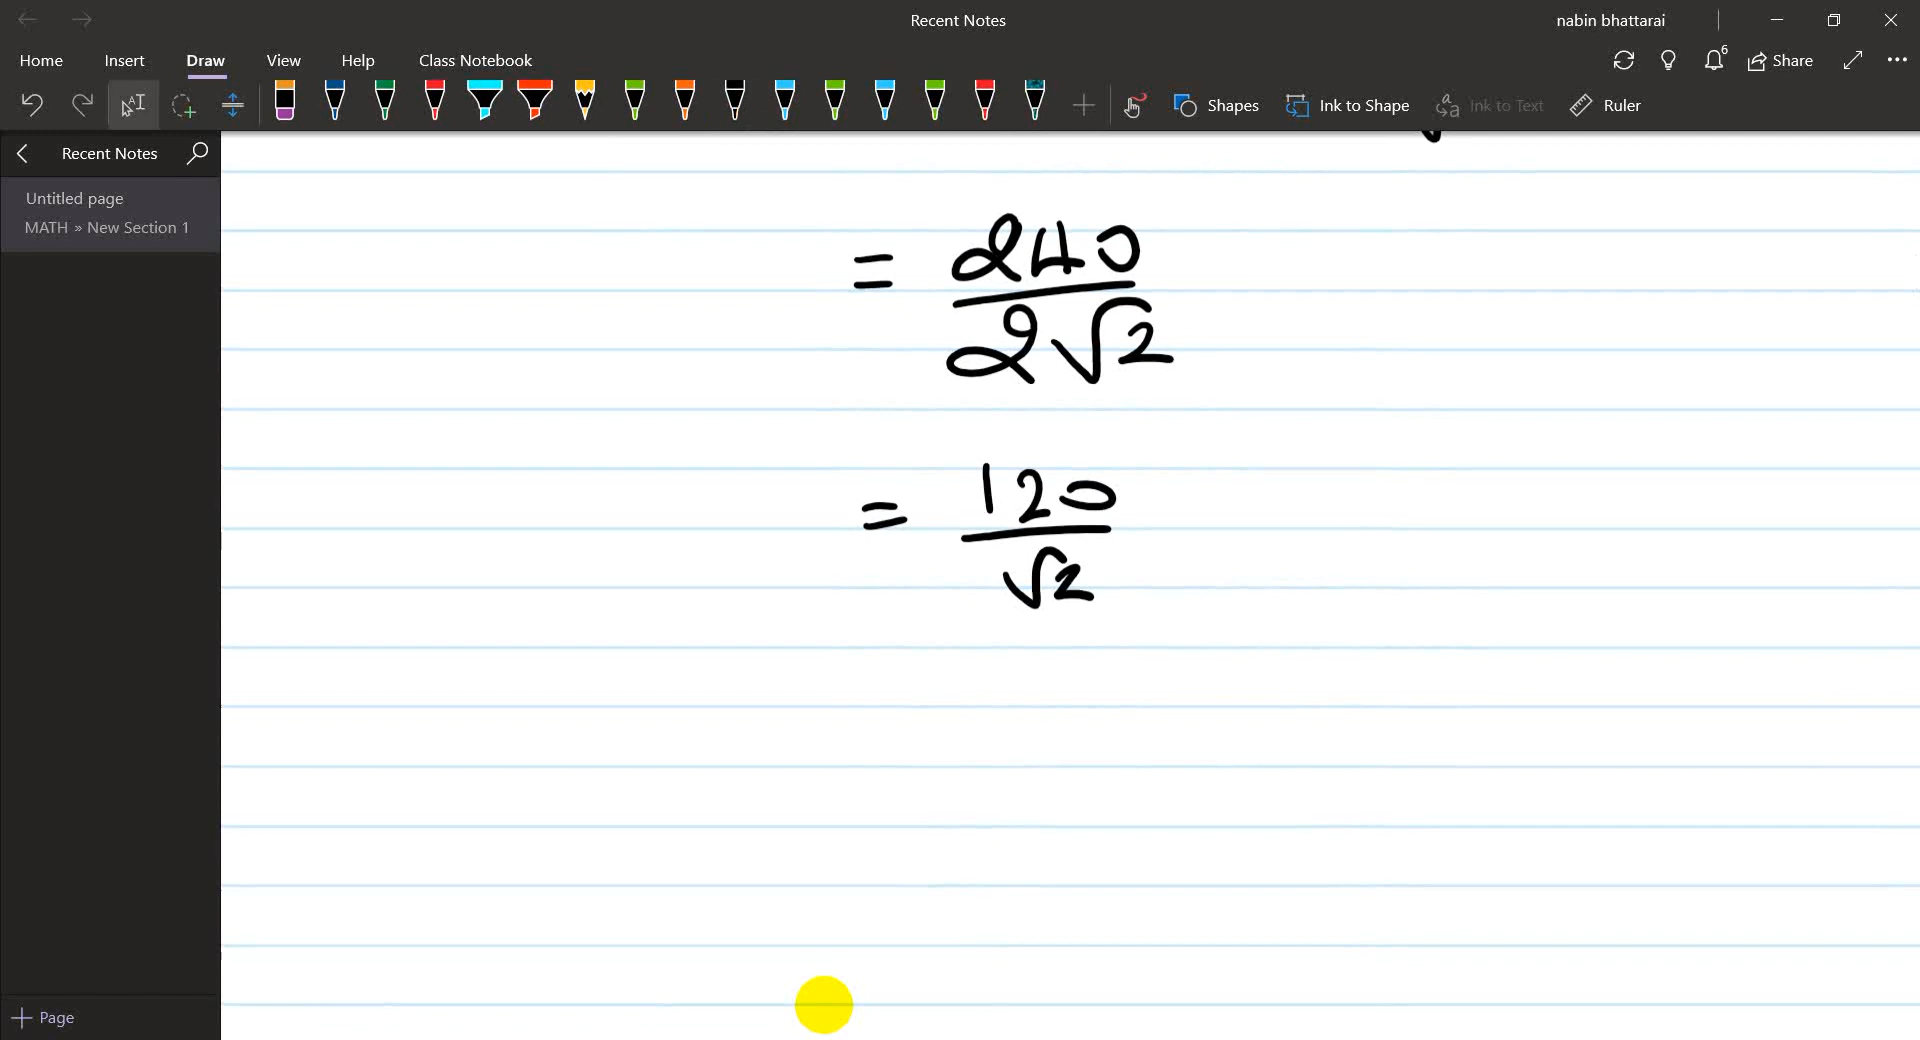 Recent Notes
nabin bhattarai
Home Insert Draw View Help Class Notebook
6
Share
Shapes Ink to Shape Ink to Text Ruler
Recent Notes
Untitled page
MATH » New Section 1
= 240
2√2
= 120
√2
Page